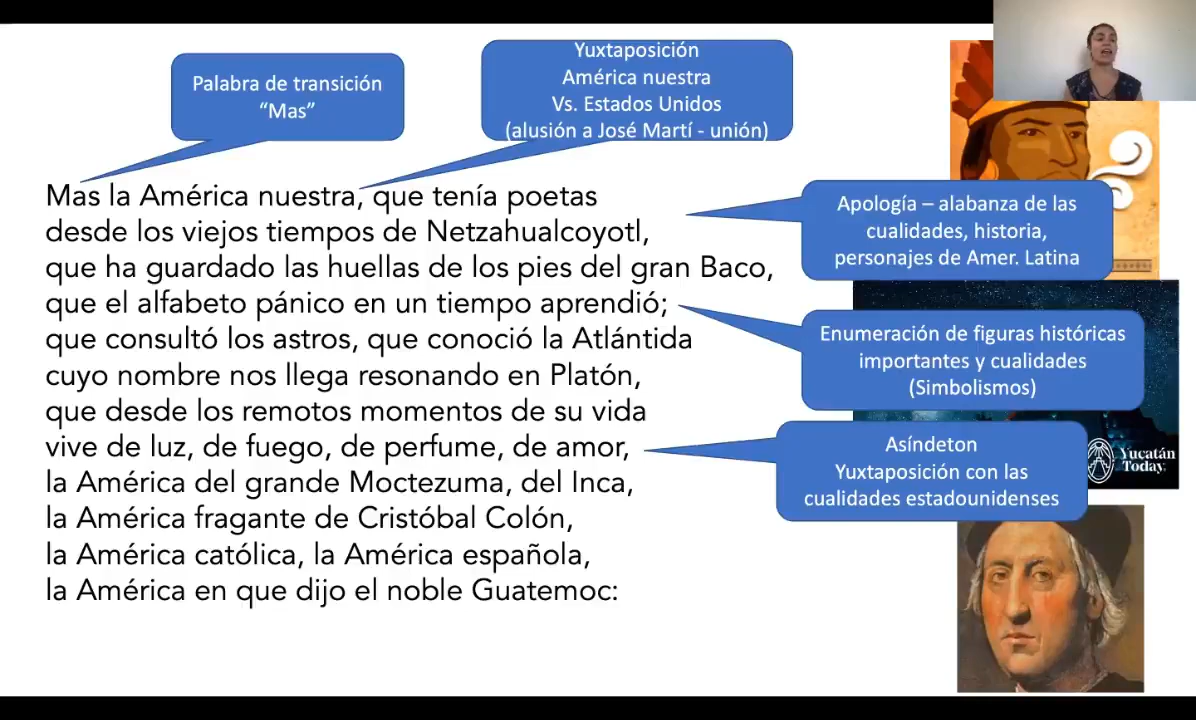 Palabra de transición
“Mas”
Yuxtaposición
América nuestra
Vs. Estados Unidos
(alusión a José Martí - unión)
Mas la América nuestra, que tenía poetas
desde los viejos tiempos de Netzahualcoyotl,
que ha guardado las huellas de los pies del gran Baco,
que el alfabeto pánico en un tiempo aprendió;
que consultó los astros, que conoció la Atlántida
cuyo nombre nos llega resonando en Platón,
que desde los remotos momentos de su vida
vive de luz, de fuego, de perfume, de amor,
la América del grande Moctezuma, del Inca,
la América fragante de Cristóbal Colón,
la América católica, la América española,
la América en que dijo el noble Guatemoc:
Apología – alabanza de las
cualidades, historia,
personajes de Amer. Latina
Enumeración de figuras históricas
importantes y cualidades
(Simbolismos)
Asíndeton
Yuxtaposición con las
cualidades estadounidenses
Yucatán
Today.